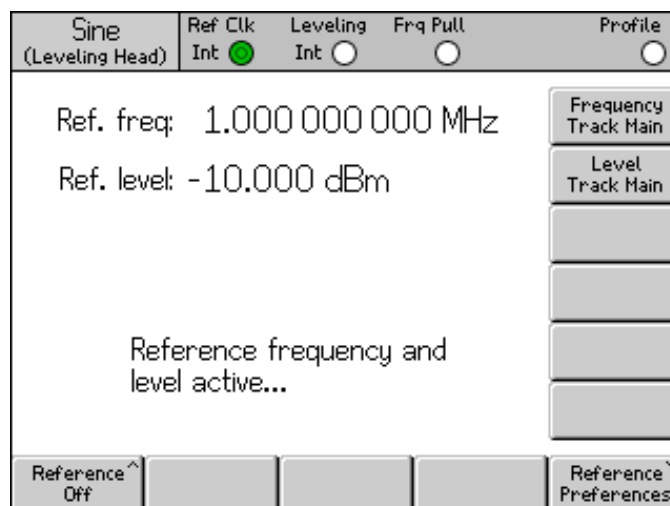 Sine
(Leveling Head)
Ref Clk
Int
Leveling
Int
Frq Pull
Profile
Ref. freq: 1.000 000 000 MHz
Ref. level: -10.000 dBm
Reference frequency and
level active...
Frequency
Track Main
Level
Track Main
Reference ^
Off
Reference
Preferences